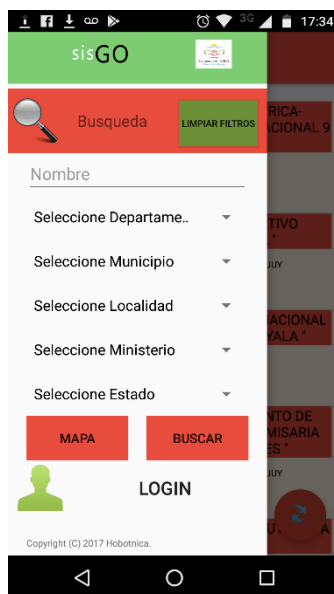 3G 17:34
sisGO
Busqueda
LIMPIAR FILTROS
Nombre
Seleccione Departame..
Seleccione Municipio
Seleccione Localidad
Seleccione Ministerio
Seleccione Estado
MAPA
BUSCAR
LOGIN
Copyright (C) 2017 Hobotnica.
RICA-
ACIONAL 9
TIVO
"
JUY
NACIONAL
YALA "
NTO DE
MISARIA
ES "
JUY
U.
A